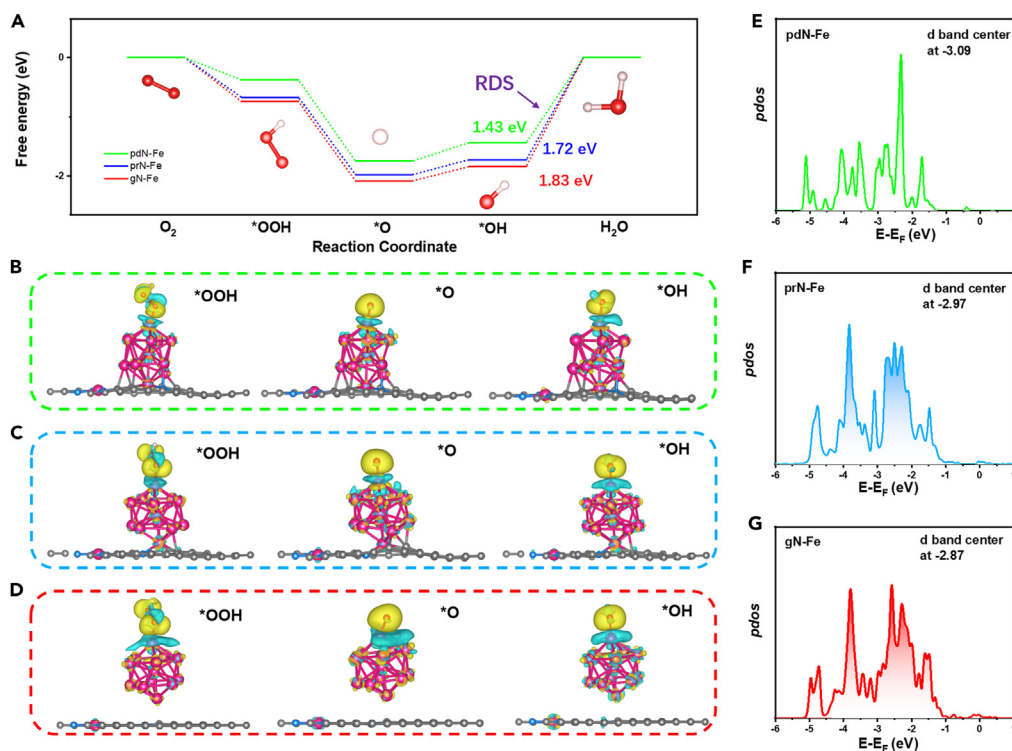 A
Free energy (eV)
0
-2
RDS
1.43 eV
1.72 eV
1.83 eV
pdN-Fe
prN-Fe
gN-Fe
O2
*OOH
*O
*OH
H2O
Reaction Coordinate
B
*OOH
*O
*OH
C
*OOH
*O
*OH
D
*OOH
*O
*OH
E
pdN-Fe
d band center
at -3.09
pdos
-6 -5 -4 -3 -2 -1 0 1
E-EF (eV)
F
prN-Fe
d band center
at -2.97
pdos
-6 -5 -4 -3 -2 -1 0 1
E-EF (eV)
G
gN-Fe
d band center
at -2.87
pdos
-6 -5 -4 -3 -2 -1 0 1
E-EF (eV)